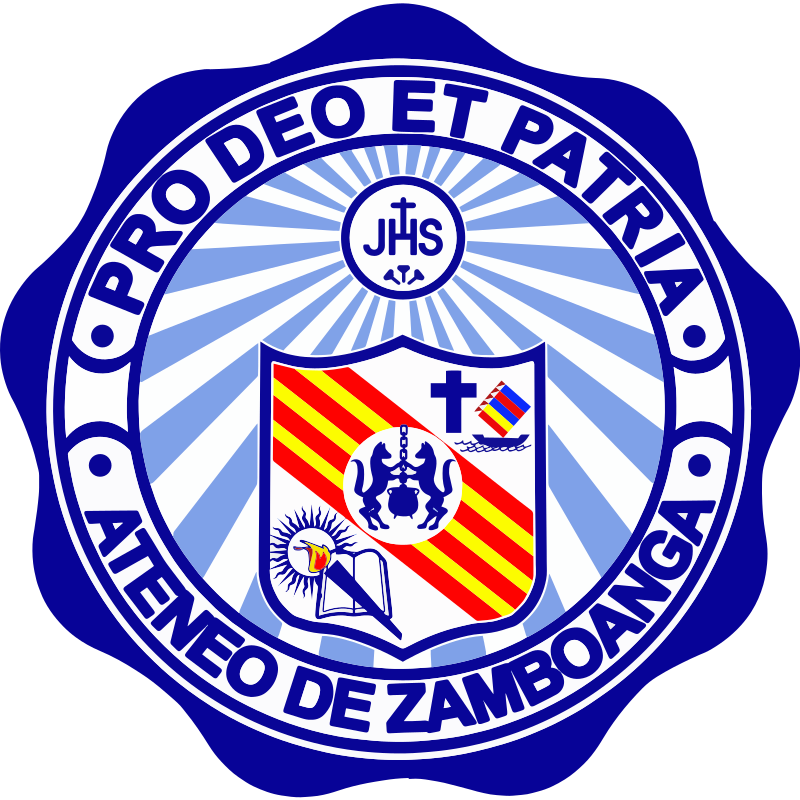 PRO DEO ET PATRIA
JHS
ATENEO DE ZAMBOANGA